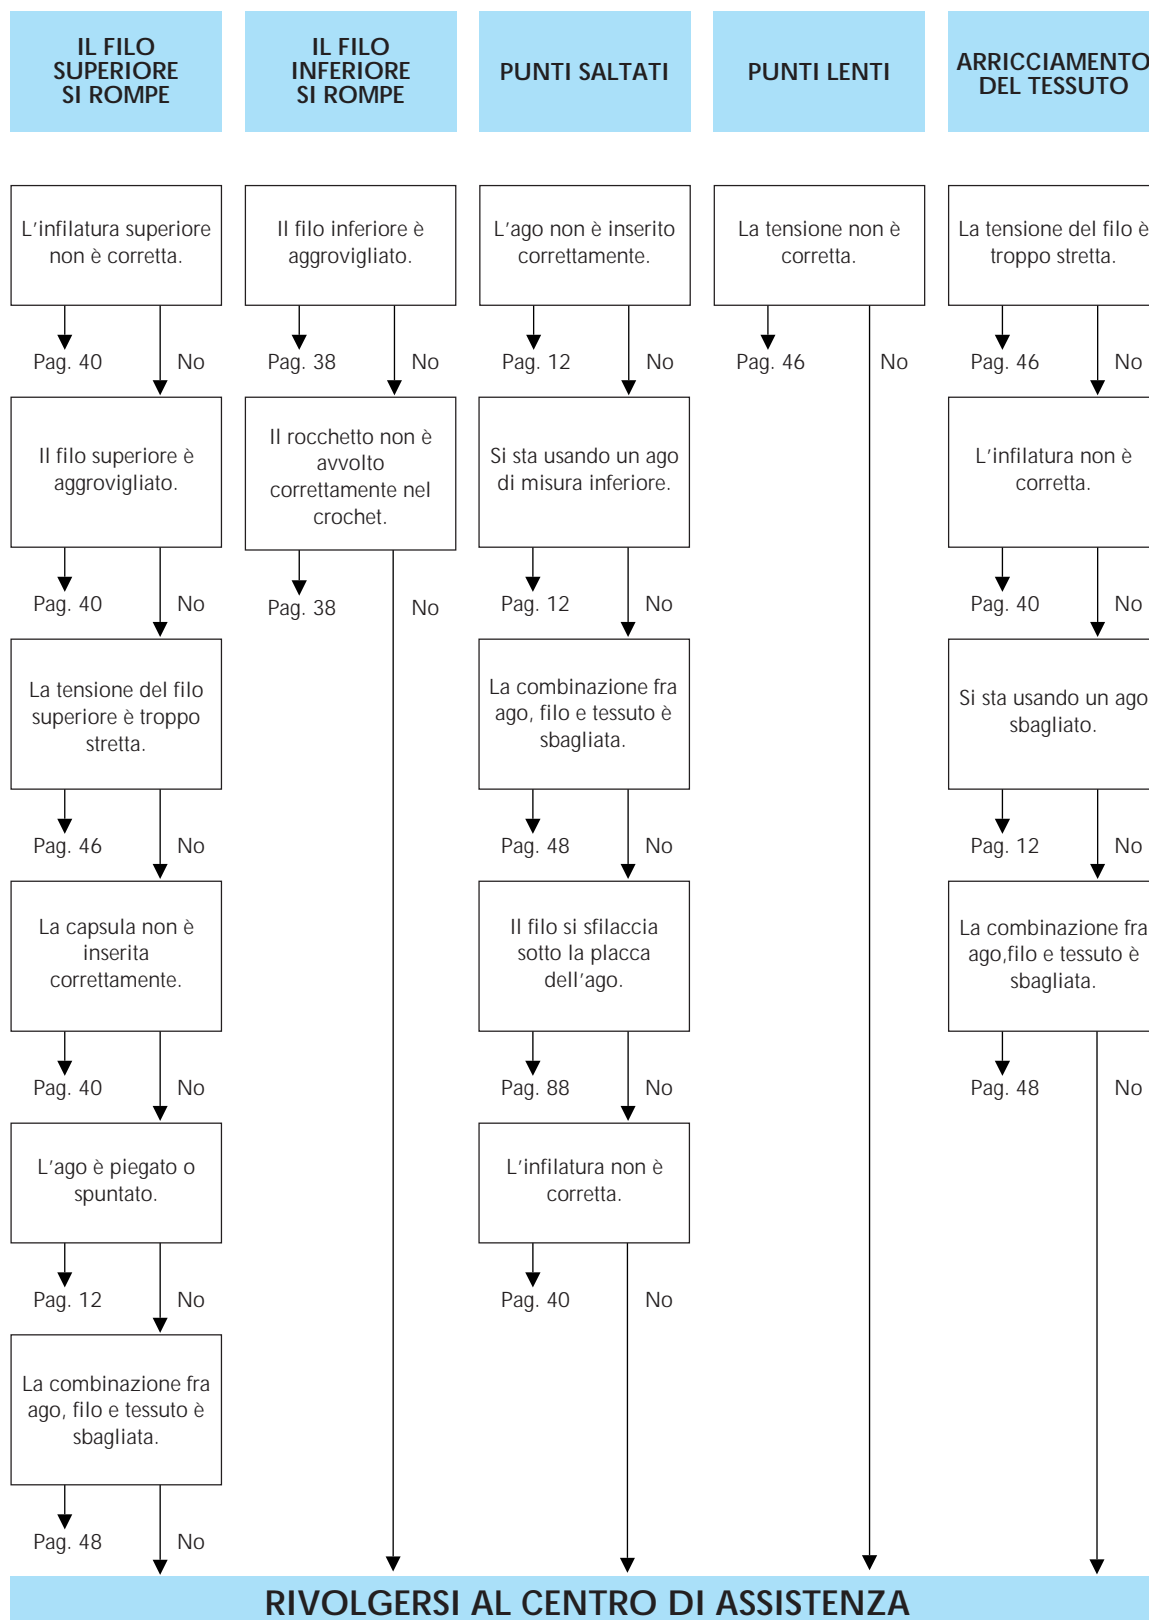 IL FILO
SUPERIORE
SI ROMPE
IL FILO
INFERIORE
SI ROMPE
PUNTI SALTATI
PUNTI LENTI
ARRICCIAMENTO
DEL TESSUTO
L'infilatura superiore
non è corretta.
Pag. 40
No
Il filo superiore è
aggrovigliato.
Pag. 40
No
La tensione del filo
superiore è troppo
stretta.
Pag. 46
No
La capsula non è
inserita
correttamente.
Pag. 40
No
L'ago è piegato o
spuntato.
Pag. 12
No
La combinazione fra
ago, filo e tessuto è
sbagliata.
Pag. 48
No
Il filo inferiore è
aggrovigliato.
Pag. 38
No
Il rocchetto non è
avvolto
correttamente nel
crochet.
Pag. 38
No
L'ago non è inserito
correttamente.
Pag. 12
No
Si sta usando un ago
di misura inferiore.
Pag. 12
No
La combinazione fra
ago, filo e tessuto è
sbagliata.
Pag. 48
No
Il filo si sfilaccia
sotto la placca
dell'ago.
Pag. 88
No
L'infilatura non è
corretta.
Pag. 40
No
La tensione non è
corretta.
Pag. 46
No
La tensione del filo è
troppo stretta.
Pag. 46
No
L'infilatura non è
corretta.
Pag. 40
No
Si sta usando un ago
sbagliato.
Pag. 12
No
La combinazione fra
ago,filo e tessuto è
sbagliata.
Pag. 48
No
RIVOLGERSI AL CENTRO DI ASSISTENZA